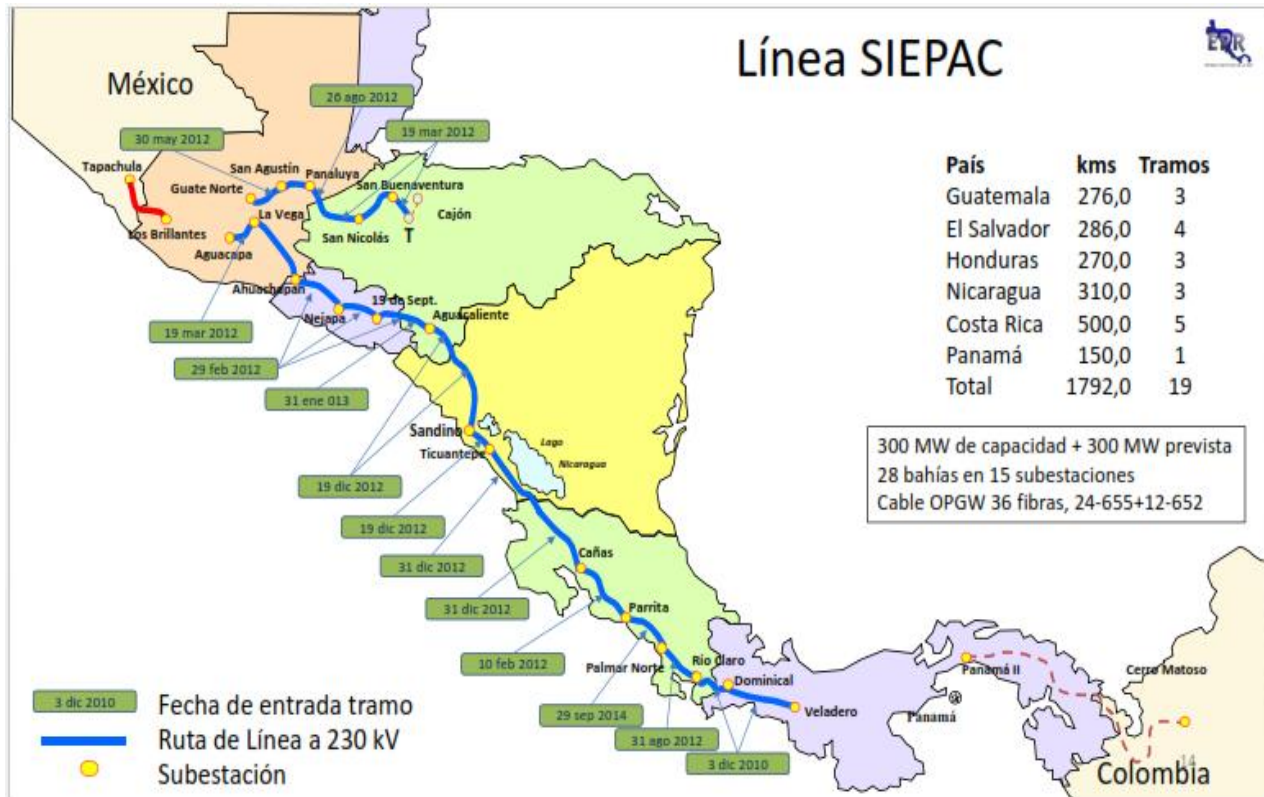 Línea SIEPAC
EPR
México
26 ago 2012
19 mar 2012
30 may 2012
Tapachula
San Agustín
Panaluya
San Buenaventura
Guate Norte
La Vega
Cajón
Los Brillantes
San Nicolás
T
Aguacapa
Ahuachapan
15 de Sept.
Nejapa
Aguacaliente
19 mar 2012
29 feb 2012
31 ene 013
Sandino
Ticuantepe
Lago
Nicaragua
19 dic 2012
19 dic 2012
31 dic 2012
Cañas
31 dic 2012
Parrita
10 feb 2012
Palmar Norte
Rio Claro
Dominical
Panamá II
Cerro Matoso
Veladero
Panamá
29 sep 2014
31 ago 2012
3 dic 2010
14
Colombia
País kms Tramos
Guatemala 276,0 3
El Salvador 286,0 4
Honduras 270,0 3
Nicaragua 310,0 3
Costa Rica 500,0 5
Panamá 150,0 1
Total 1792,0 19
300 MW de capacidad + 300 MW prevista
28 bahías en 15 subestaciones
Cable OPGW 36 fibras, 24-655+12-652
3 dic 2010 Fecha de entrada tramo
Ruta de Línea a 230 kV
Subestación